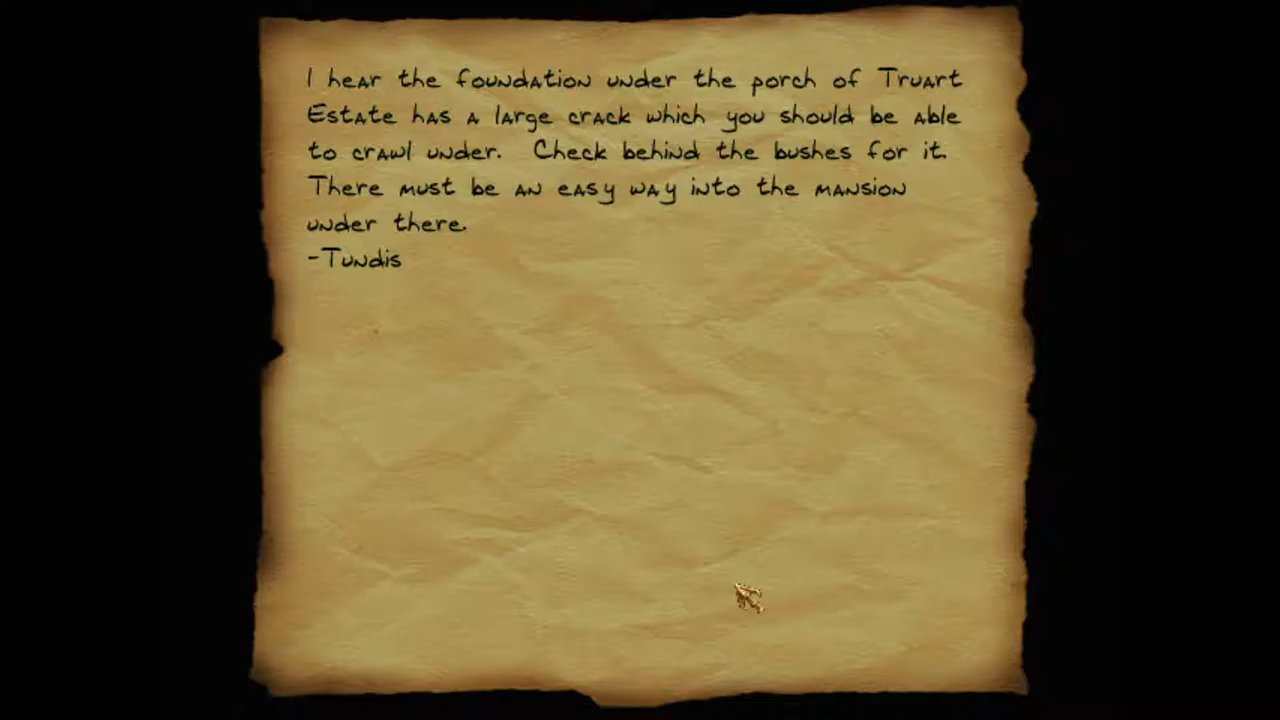 I hear the foundation under the porch of Truart
Estate has a large crack which you should be able
to crawl under.  Check behind the bushes for it.
There must be an easy way into the mansion
under there.
-Tundis